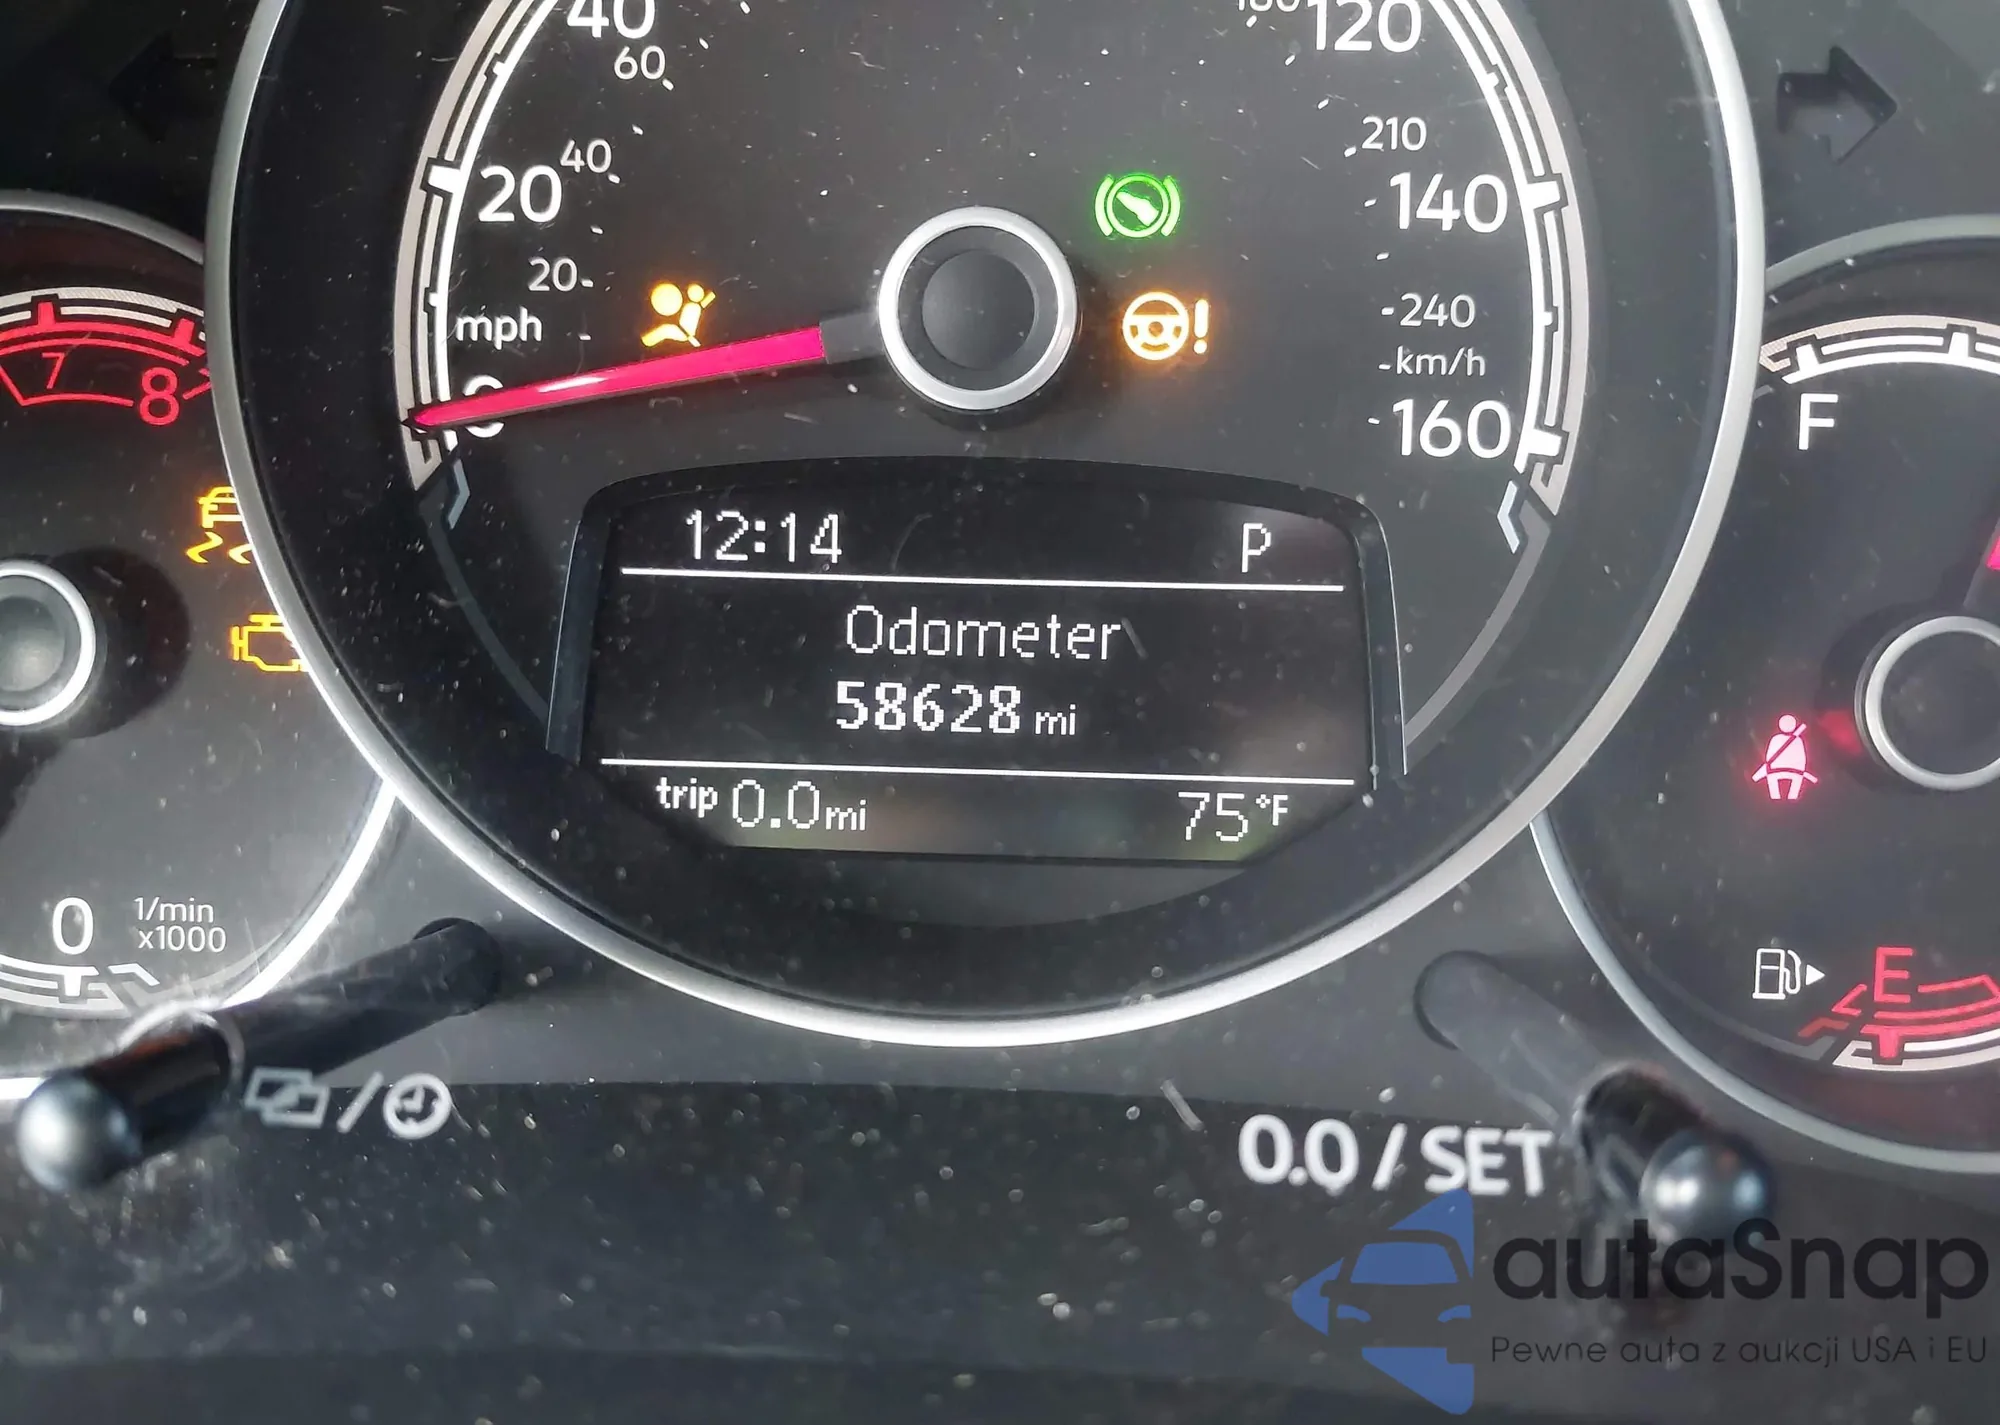 40
60
120
210
20
40
140
20
mph
240
km/h
160
7
8
F
12:14 P
Odometer
58628 mi
trip 0.0mi 75°F
0
1/min
x1000
E
0.0 / SET
autaSnap
Pewne auta z aukcji USA i EU